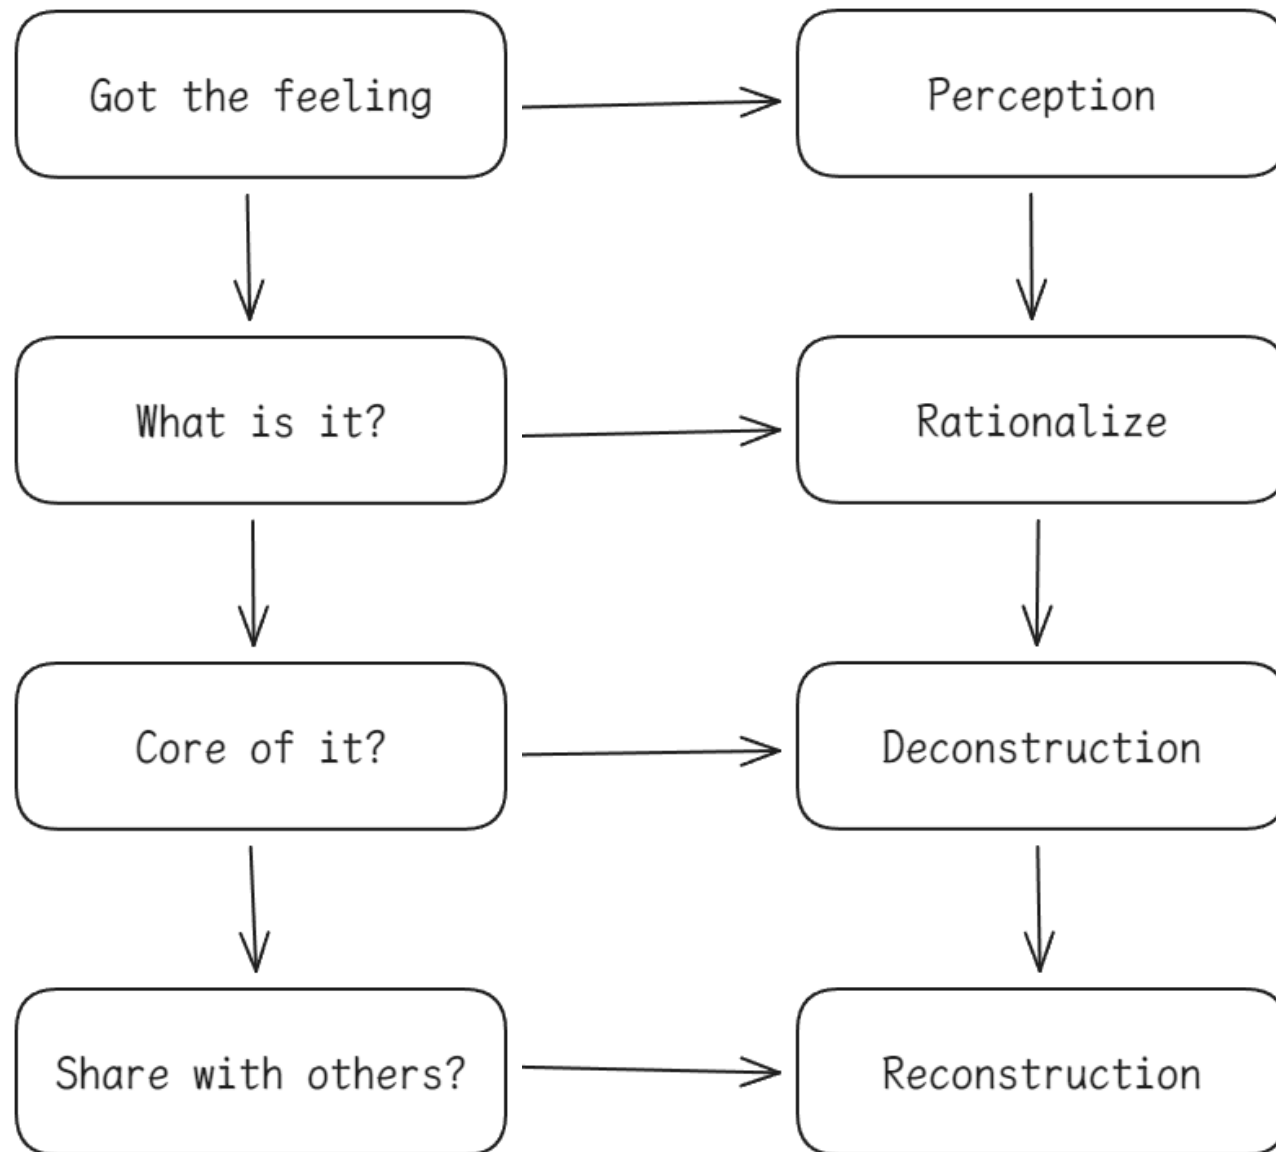 Got the feeling
Perception
What is it?
Rationalize
Core of it?
Deconstruction
Share with others?
Reconstruction